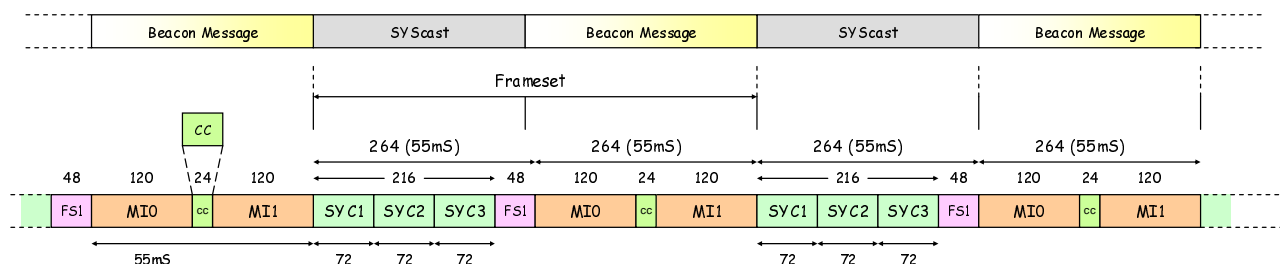 Beacon Message SYScast Beacon Message SYScast Beacon Message
Frameset
CC
264 (55mS) 264 (55mS) 264 (55mS) 264 (55mS)
48 120 24 120 216 48 120 24 120 216 48 120 24 120
FS1 MI0 CC MI1 SYC1 SYC2 SYC3 FS1 MI0 CC MI1 SYC1 SYC2 SYC3 FS1 MI0 CC MI1
55mS 72 72 72 72 72 72